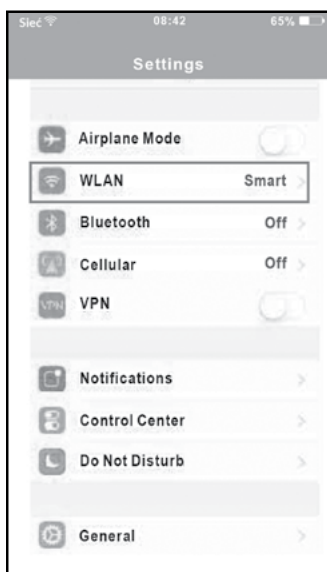 Sieć 08:42 65%
Settings
Airplane Mode
WLAN Smart
Bluetooth Off
Cellular Off
VPN VPN
Notifications
Control Center
Do Not Disturb
General